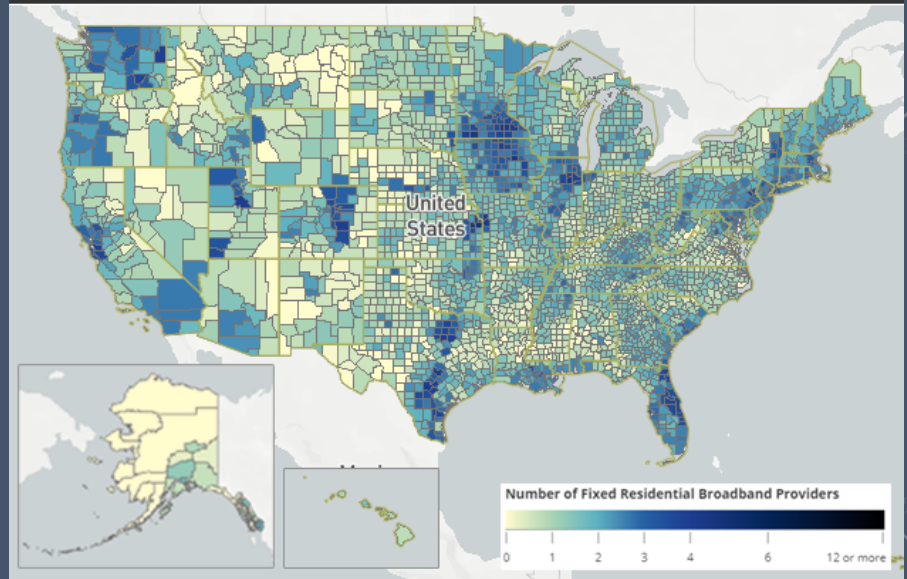 United
States
Number of Fixed Residential Broadband Providers
0 1 2 3 4 6 12 or more